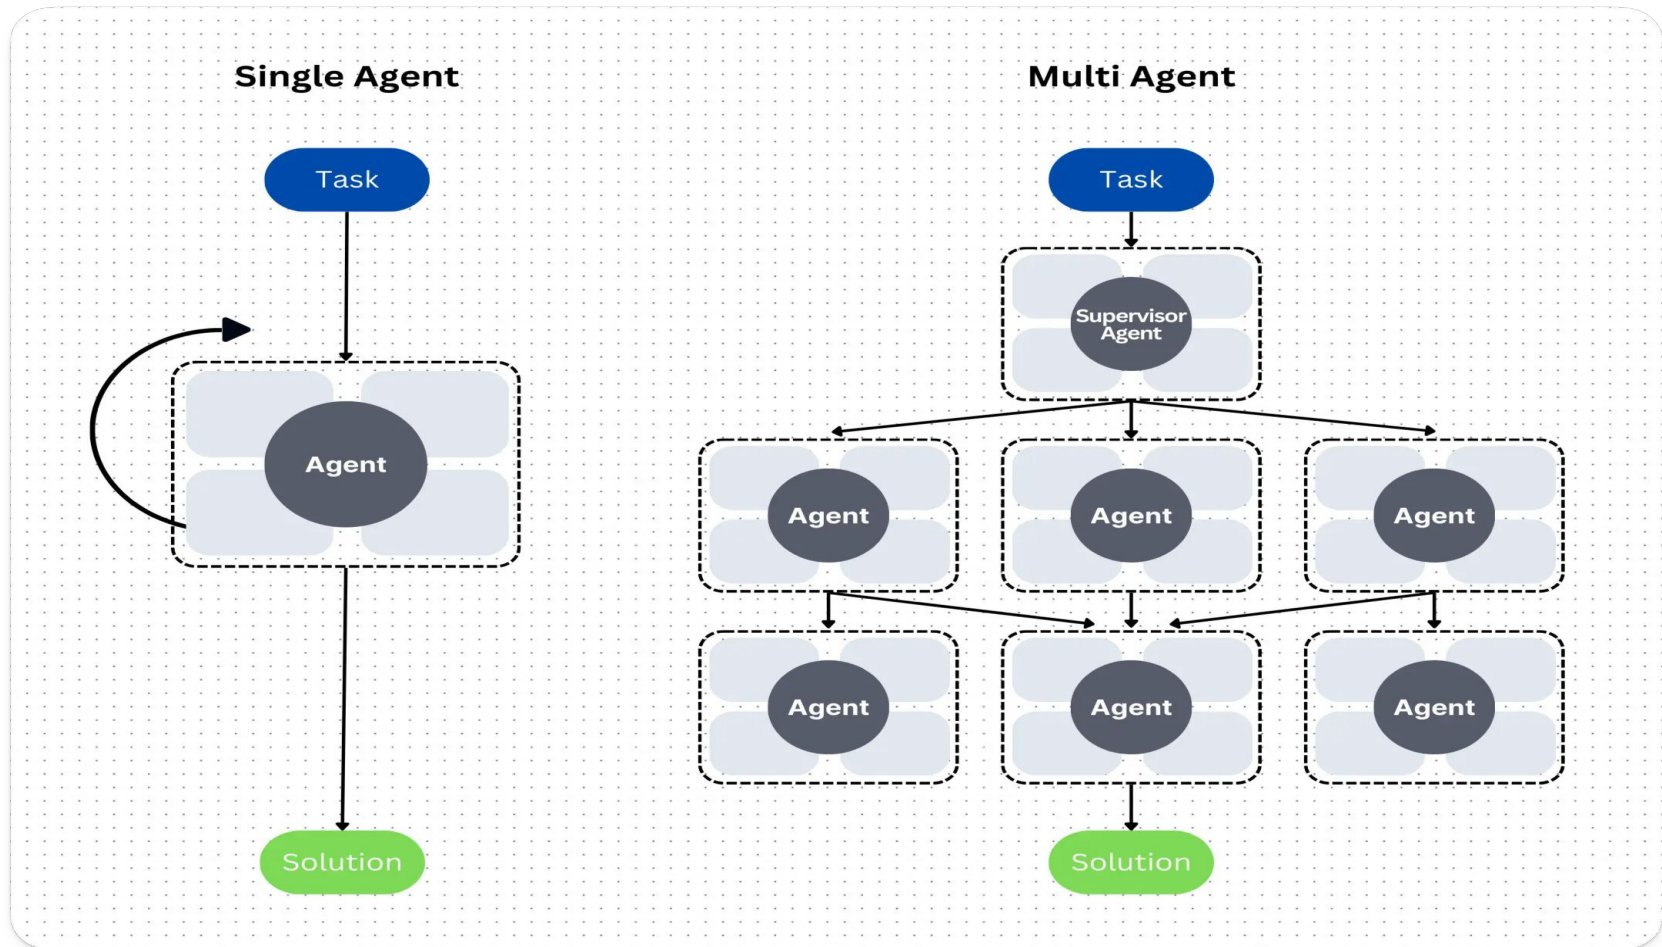 Single Agent
Multi Agent
Task
Task
Supervisor
Agent
Agent
Agent
Agent
Agent
Agent
Agent
Agent
Solution
Solution